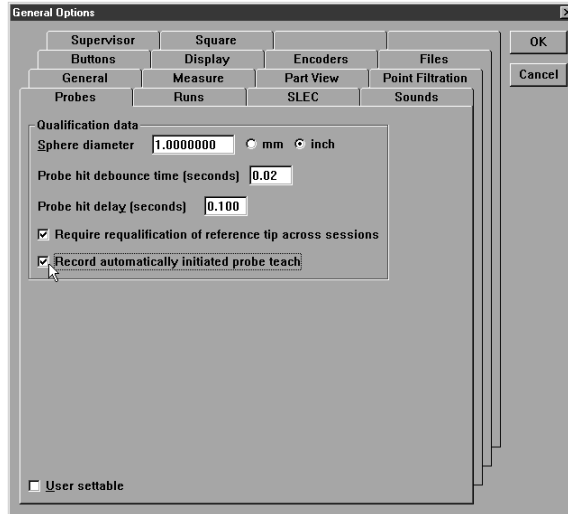 General Options
Supervisor Square
OK
Buttons Display Encoders Files
General Measure Part View Point Filtration
Cancel
Probes Runs SLEC Sounds
Qualification data
Sphere diameter 1.0000000 mm inch
Probe hit debounce time (seconds) 0.02
Probe hit delay (seconds) 0.100
Require requalification of reference tip across sessions
Record automatically initiated probe teach
User settable